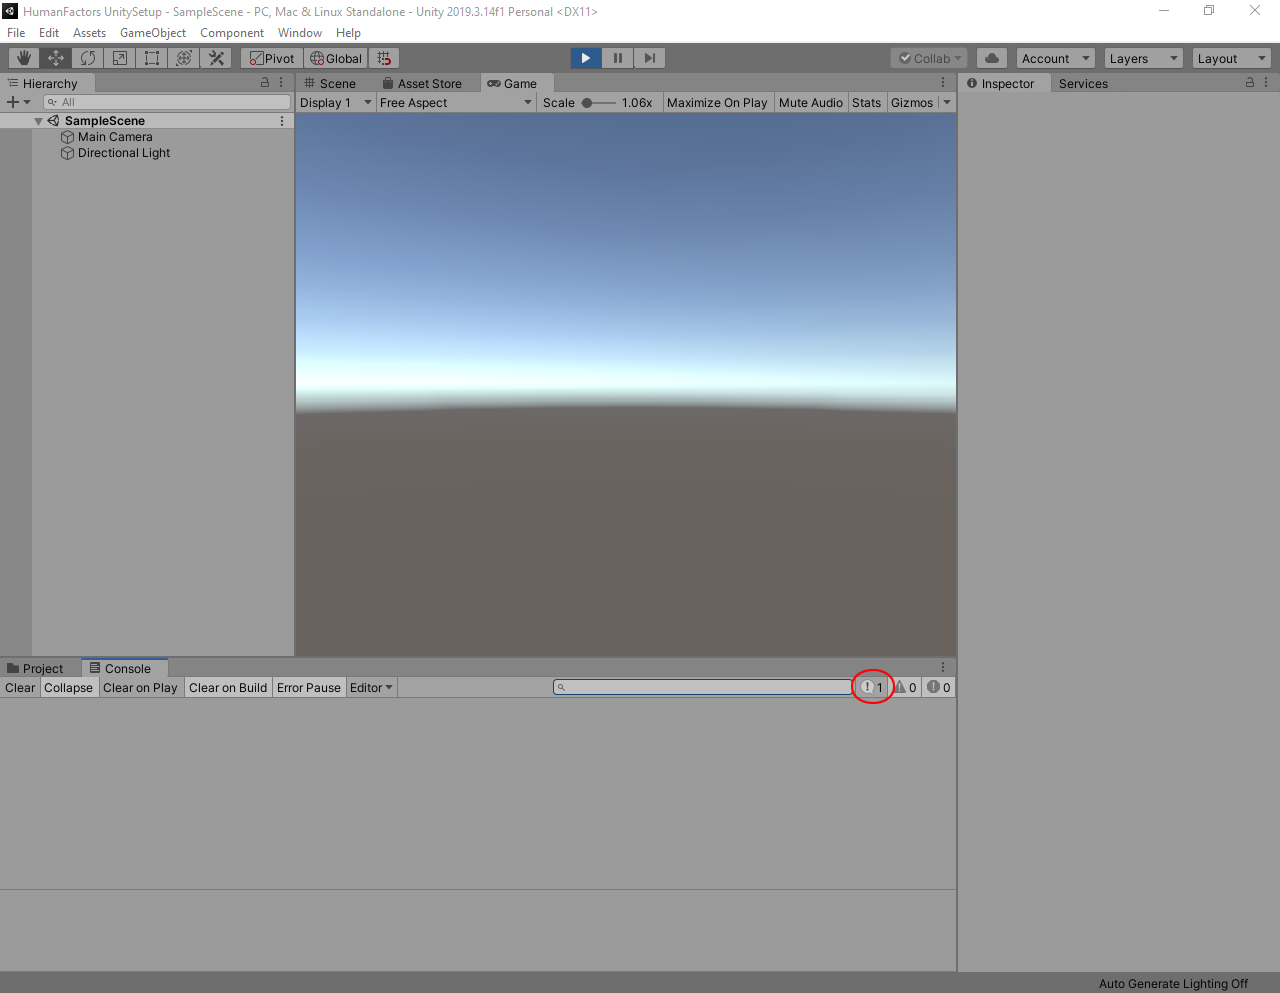 HumanFactors UnitySetup - SampleScene - PC, Mac & Linux Standalone - Unity 2019.3.14f1 Personal <DX11>
File Edit Assets GameObject Component Window Help
Pivot Global Collab Account Layers Layout
Hierarchy Scene Asset Store Game Inspector Services
All Display 1 Free Aspect Scale 1.06x Maximize On Play Mute Audio Stats Gizmos
SampleScene
Main Camera
Directional Light
Project Console
Clear Collapse Clear on Play Clear on Build Error Pause Editor 1 0 0
Auto Generate Lighting Off